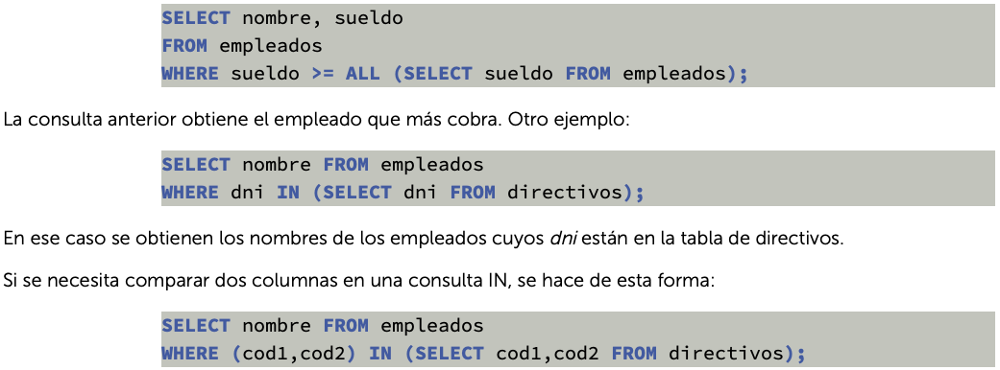 SELECT nombre, sueldo
FROM empleados
WHERE sueldo >= ALL (SELECT sueldo FROM empleados);
La consulta anterior obtiene el empleado que más cobra. Otro ejemplo:
SELECT nombre FROM empleados
WHERE dni IN (SELECT dni FROM directivos);
En ese caso se obtienen los nombres de los empleados cuyos dni están en la tabla de directivos.
Si se necesita comparar dos columnas en una consulta IN, se hace de esta forma:
SELECT nombre FROM empleados
WHERE (cod1,cod2) IN (SELECT cod1,cod2 FROM directivos);